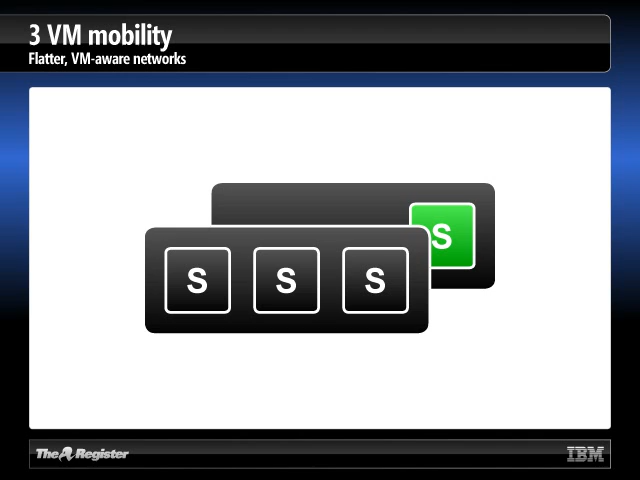 3 VM mobility
Flatter, VM-aware networks
S
S S S
The Register
IBM